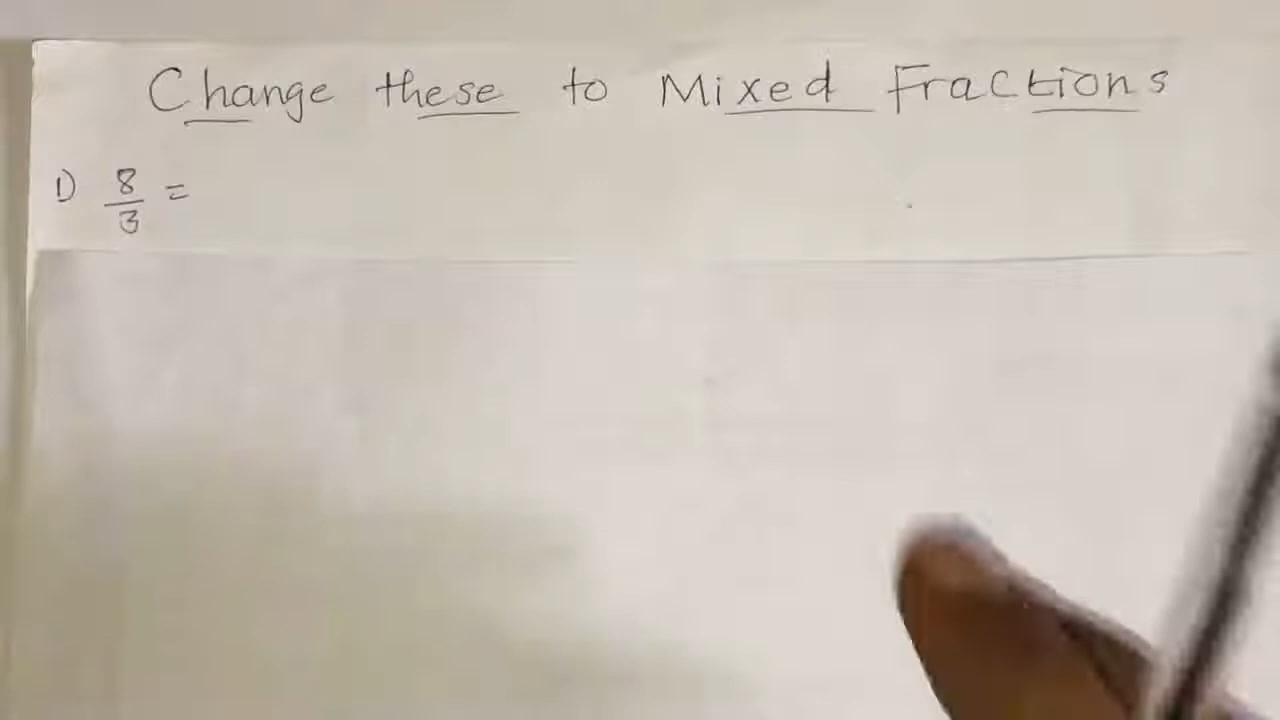 Change these to Mixed Fractions
1) 8/3 =